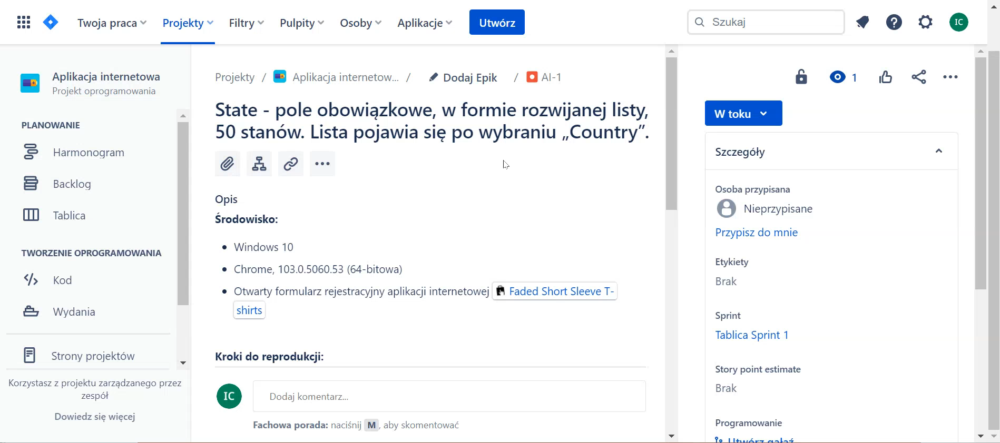 Twoja praca Projekty Filtry Pulpity Osoby Aplikacje Utwórz Szukaj IC
Aplikacja internetowa
Projekt oprogramowania
PLANOWANIE
Harmonogram
Backlog
Tablica
TWORZENIE OPROGRAMOWANIA
Kod
Wydania
Strony projektów
Korzystasz z projektu zarządzanego przez
zespół
Dowiedz się więcej
Projekty / Aplikacja internetow... / Dodaj Epik / AI-1
State - pole obowiązkowe, w formie rozwijanej listy,
50 stanów. Lista pojawia się po wybraniu „Country”.
Opis
Środowisko:
• Windows 10
• Chrome, 103.0.5060.53 (64-bitowa)
• Otwarty formularz rejestracyjny aplikacji internetowej Faded Short Sleeve T-
shirts
Kroki do reprodukcji:
IC Dodaj komentarz...
Fachowa porada: naciśnij M, aby skomentować
1
W toku
Szczegóły
Osoba przypisana
Nieprzypisane
Przypisz do mnie
Etykiety
Brak
Sprint
Tablica Sprint 1
Story point estimate
Brak
Programowanie
Utwórz gałąź